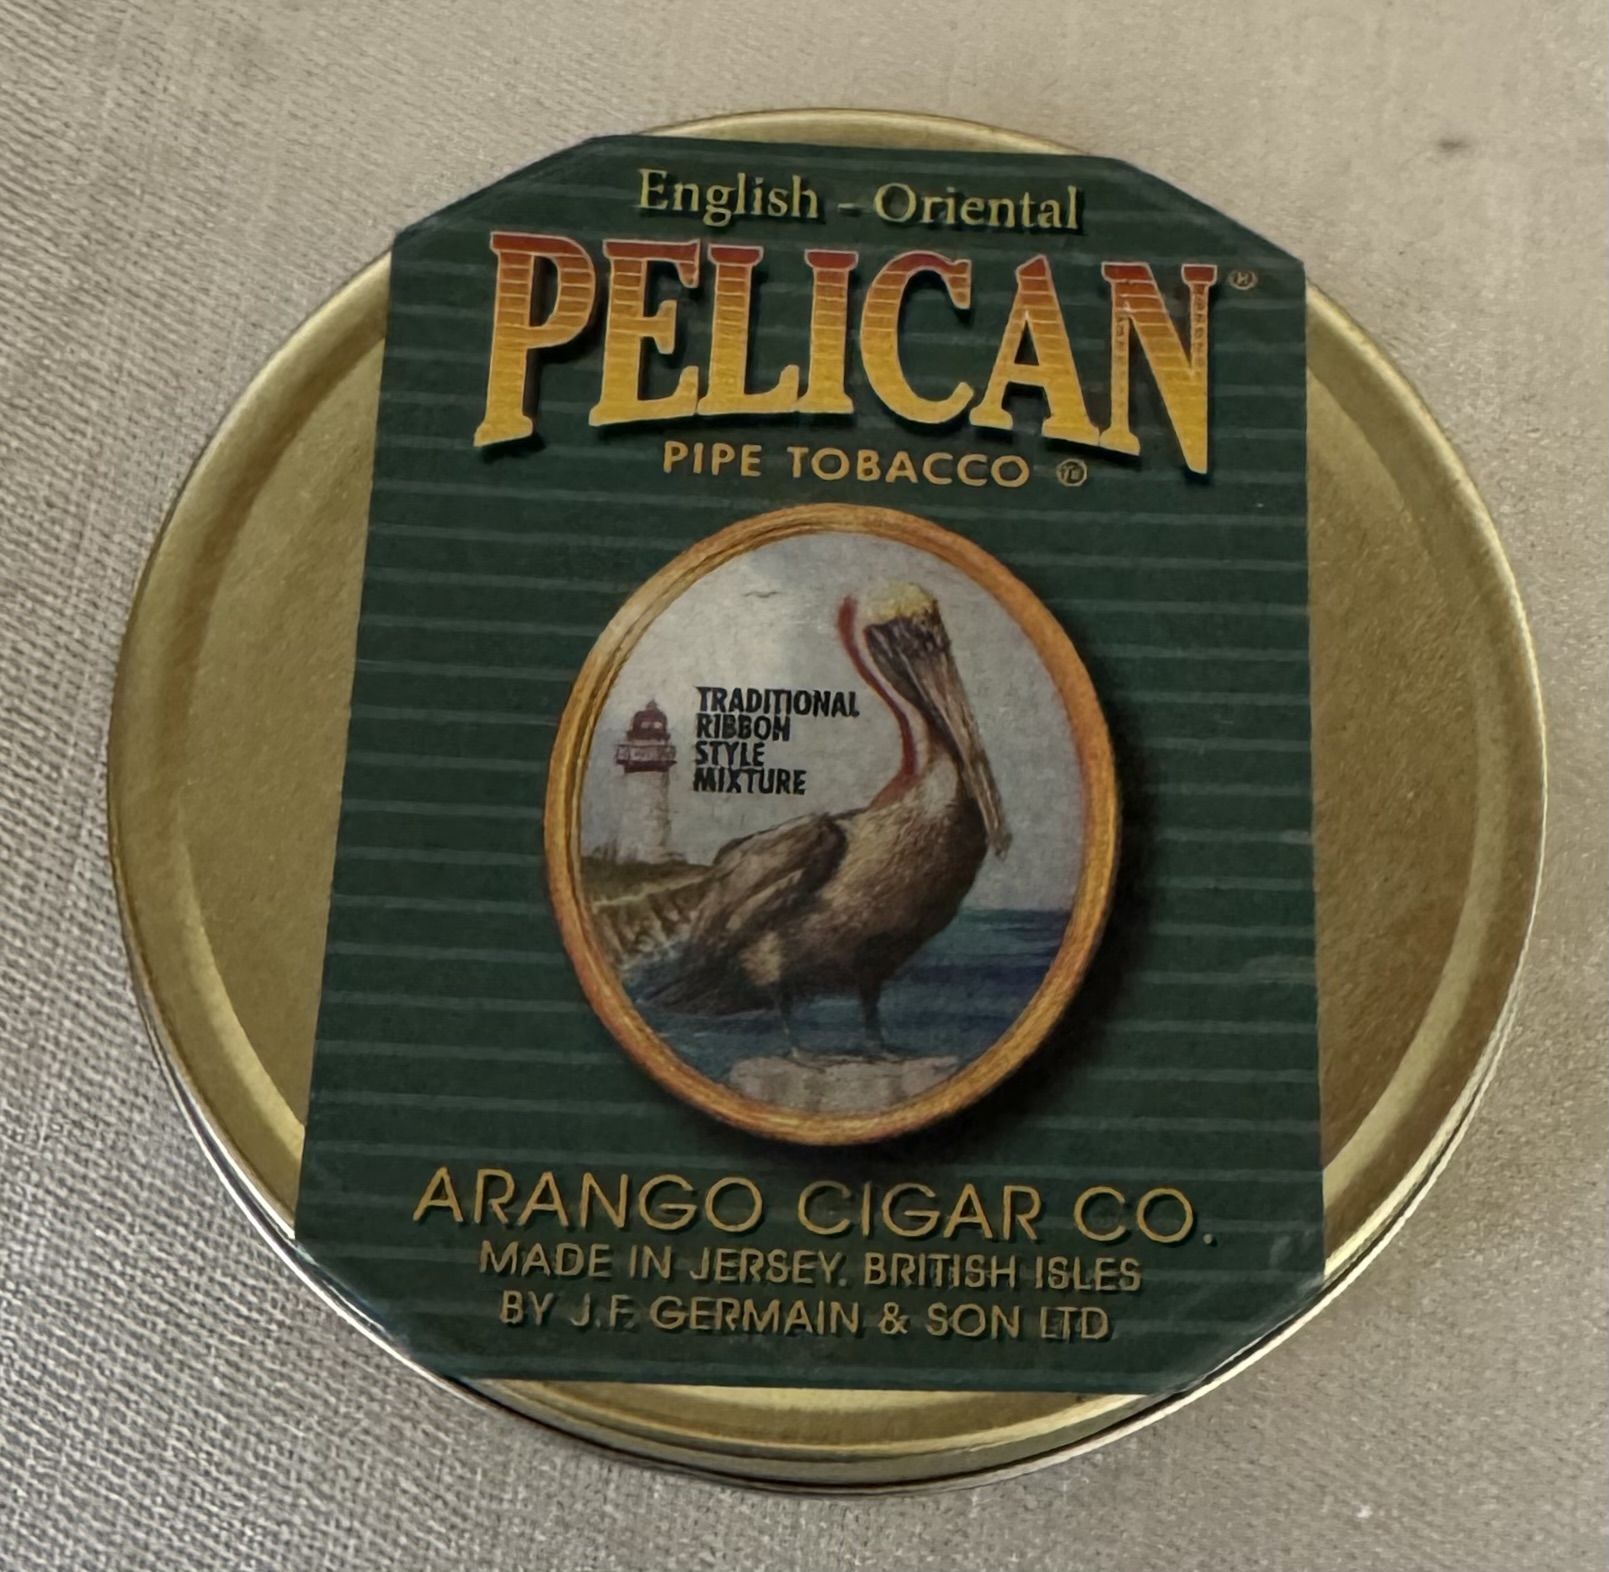 English - Oriental
PELICAN®
PIPE TOBACCO
TRADITIONAL
RIBBON
STYLE
MIXTURE
ARANGO CIGAR CO.
MADE IN JERSEY, BRITISH ISLES
BY J.F. GERMAIN & SON LTD